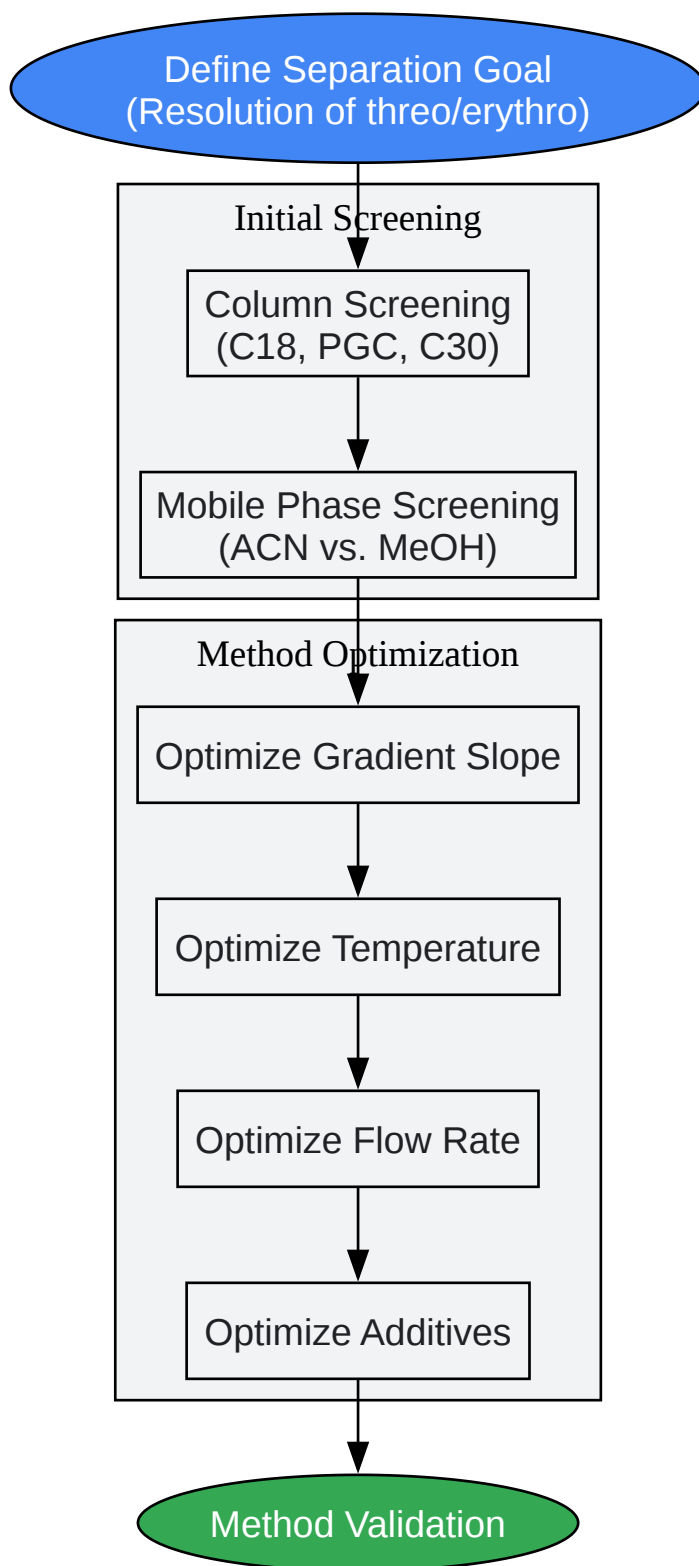 Define Separation Goal
(Resolution of threo/erythro)
Initial Screening
Column Screening
(C18, PGC, C30)
Mobile Phase Screening
(ACN vs. MeOH)
Method Optimization
Optimize Gradient Slope
Optimize Temperature
Optimize Flow Rate
Optimize Additives
Method Validation